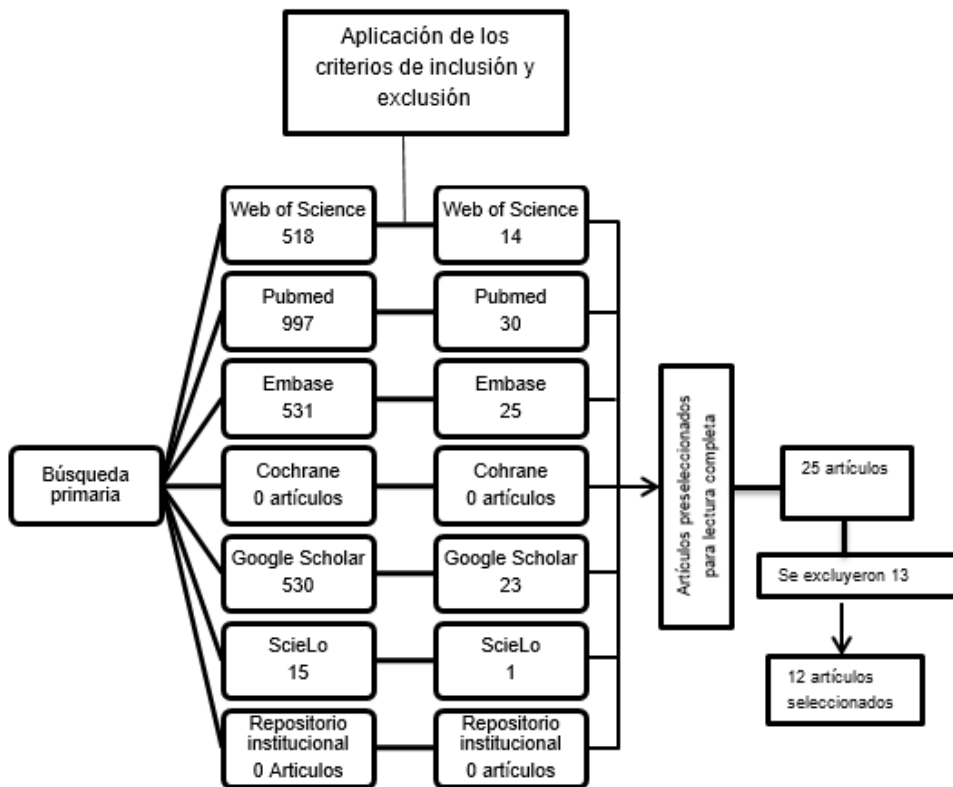 Aplicación de los
criterios de inclusión y
exclusión
Web of Science
518
Web of Science
14
Pubmed
997
Pubmed
30
Embase
531
Embase
25
Búsqueda
primaria
Cochrane
0 artículos
Cohrane
0 artículos
Google Scholar
530
Google Scholar
23
ScieLo
15
ScieLo
1
Repositorio
institucional
0 Articulos
Repositorio
institucional
0 artículos
Artículos preseleccionados
para lectura completa
25 artículos
Se excluyeron 13
12 artículos
seleccionados